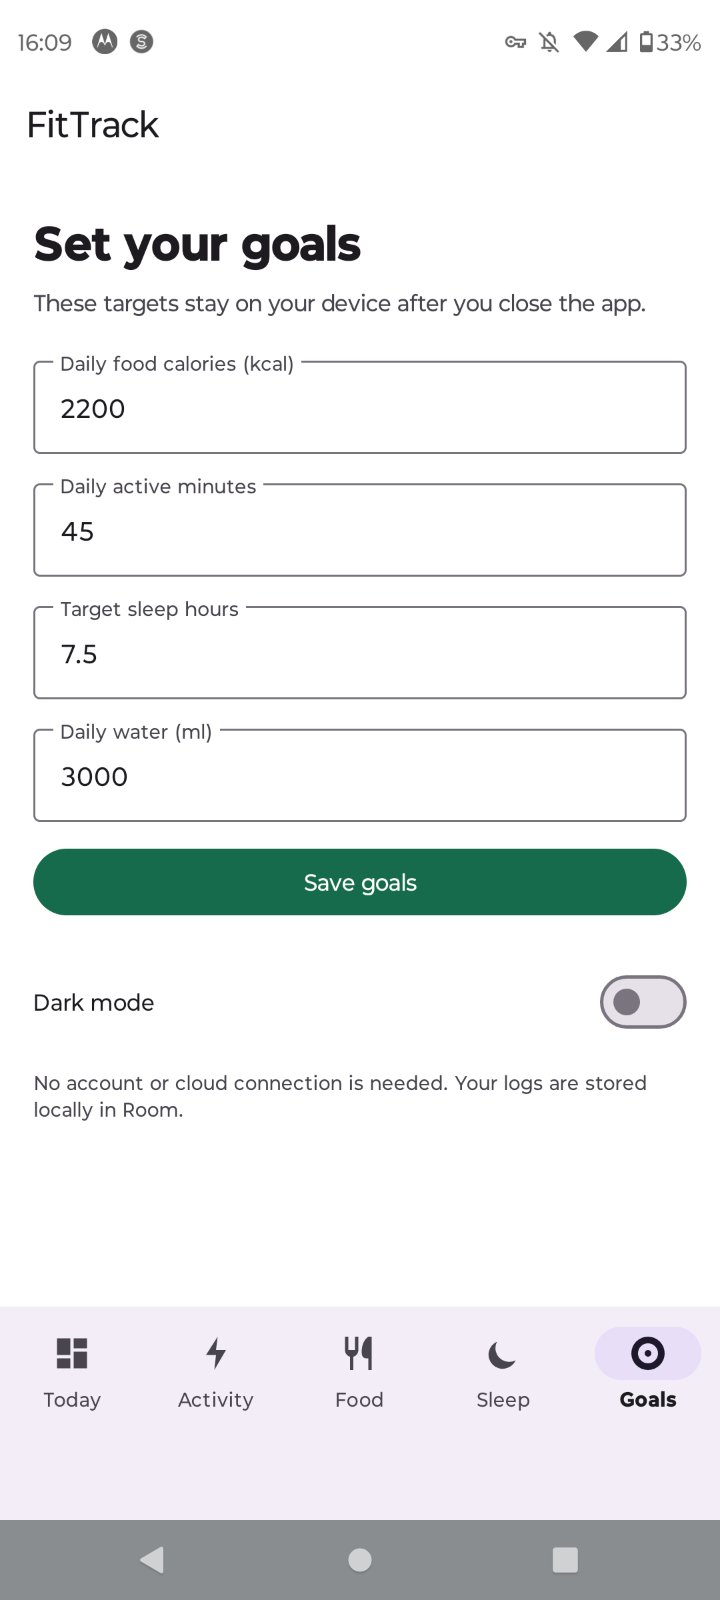 16:09
33%
FitTrack
Set your goals
These targets stay on your device after you close the app.
Daily food calories (kcal)
2200
Daily active minutes
45
Target sleep hours
7.5
Daily water (ml)
3000
Save goals
Dark mode
No account or cloud connection is needed. Your logs are stored
locally in Room.
Today
Activity
Food
Sleep
Goals